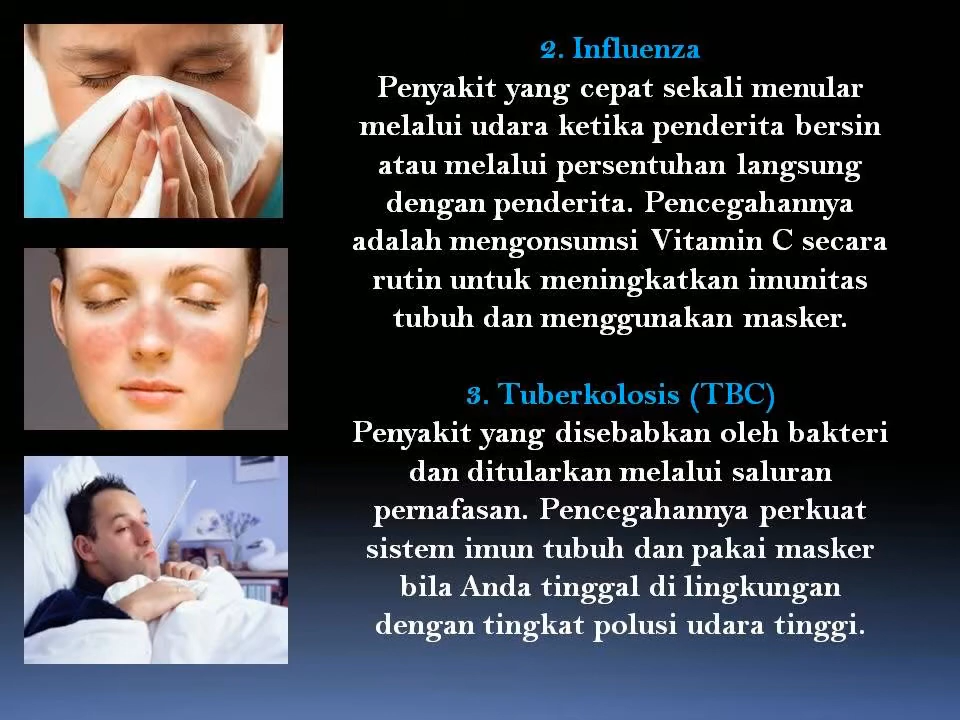 2. Influenza
Penyakit yang cepat sekali menular
melalui udara ketika penderita bersin
atau melalui persentuhan langsung
dengan penderita. Pencegahannya
adalah mengonsumsi Vitamin C secara
rutin untuk meningkatkan imunitas
tubuh dan menggunakan masker.
3. Tuberkolosis (TBC)
Penyakit yang disebabkan oleh bakteri
dan ditularkan melalui saluran
pernafasan. Pencegahannya perkuat
sistem imun tubuh dan pakai masker
bila Anda tinggal di lingkungan
dengan tingkat polusi udara tinggi.